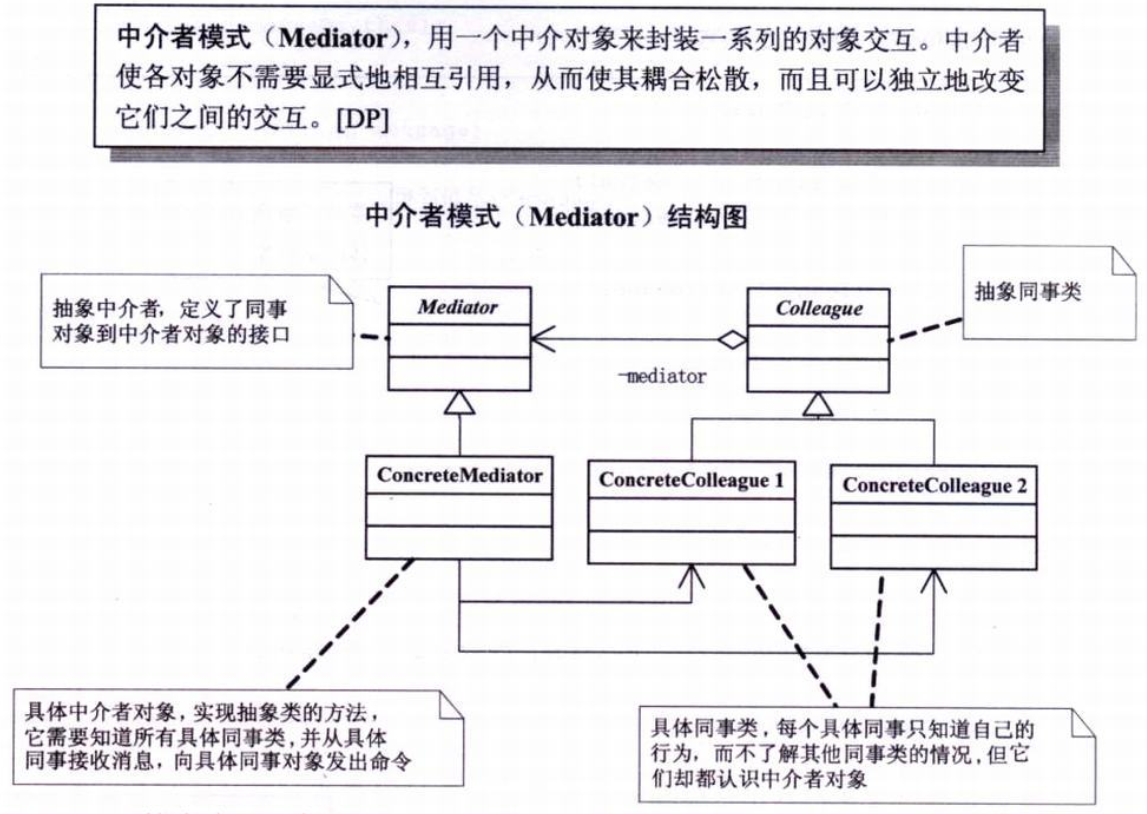 中介者模式（Mediator），用一个中介对象来封装一系列的对象交互。中介者
使各对象不需要显式地相互引用，从而使其耦合松散，而且可以独立地改变
它们之间的交互。[DP]
中介者模式（Mediator）结构图
抽象中介者，定义了同事
对象到中介者对象的接口
Mediator
Colleague
抽象同事类
-mediator
ConcreteMediator
ConcreteColleague 1
ConcreteColleague 2
具体中介者对象，实现抽象类的方法，
它需要知道所有具体同事类，并从具体
同事接收消息，向具体同事对象发出命令
具体同事类，每个具体同事只知道自己的
行为，而不了解其他同事类的情况，但它
们却都认识中介者对象